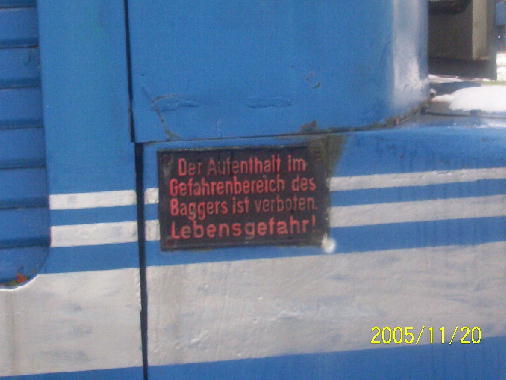 Der Aufenthalt im
Gefahrenbereich des
Baggers ist verboten.
Lebensgefahr!
2005/11/20